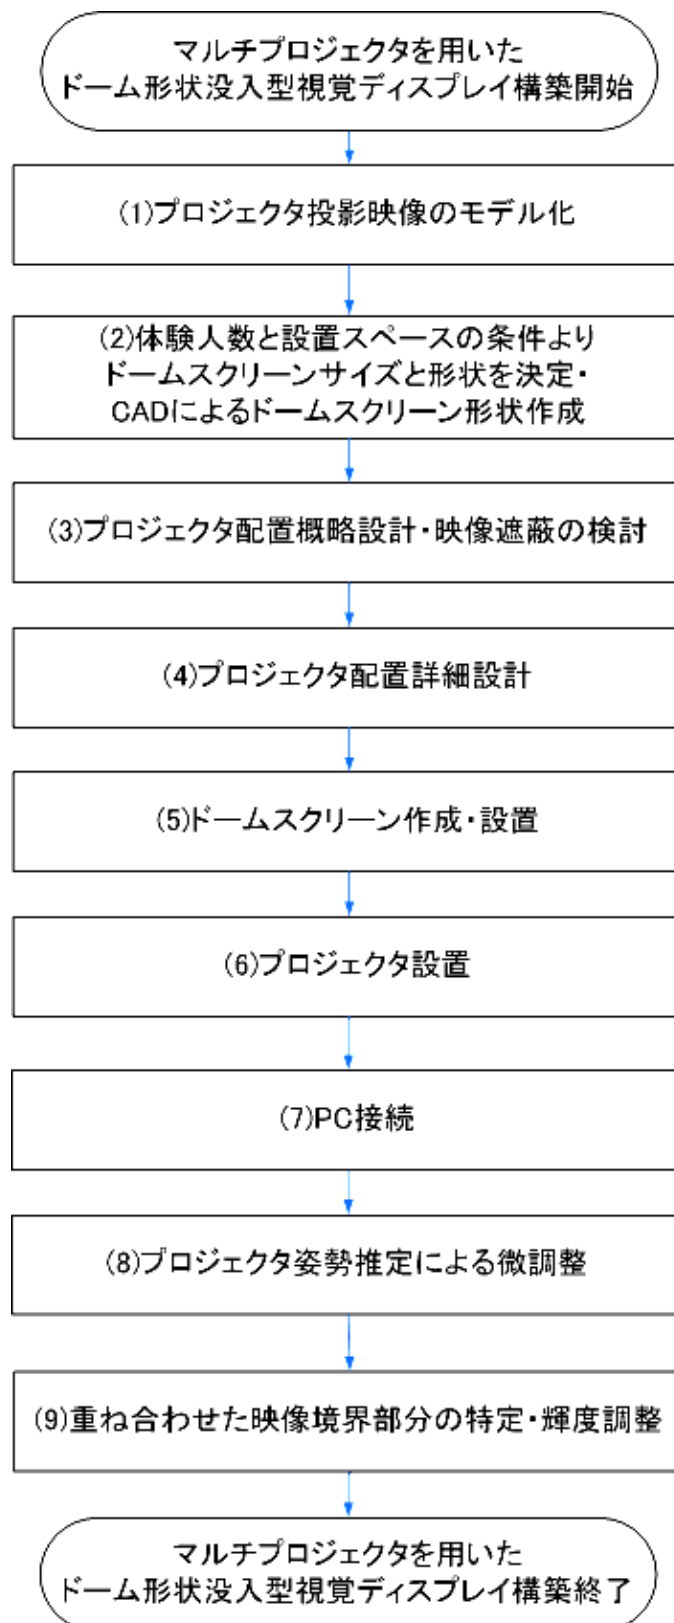 マルチプロジェクタを用いた
ドーム形状没入型視覚ディスプレイ構築開始
(1)プロジェクタ投影映像のモデル化
(2)体験人数と設置スペースの条件より
ドームスクリーンサイズと形状を決定・
CADによるドームスクリーン形状作成
(3)プロジェクタ配置概略設計・映像遮蔽の検討
(4)プロジェクタ配置詳細設計
(5)ドームスクリーン作成・設置
(6)プロジェクタ設置
(7)PC接続
(8)プロジェクタ姿勢推定による微調整
(9)重ね合わせた映像境界部分の特定・輝度調整
マルチプロジェクタを用いた
ドーム形状没入型視覚ディスプレイ構築終了